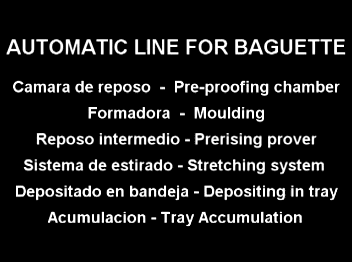 AUTOMATIC LINE FOR BAGUETTE
Camara de reposo - Pre-proofing chamber
Formadora - Moulding
Reposo intermedio - Prerising prover
Sistema de estirado - Stretching system
Depositado en bandeja - Depositing in tray
Acumulacion - Tray Accumulation